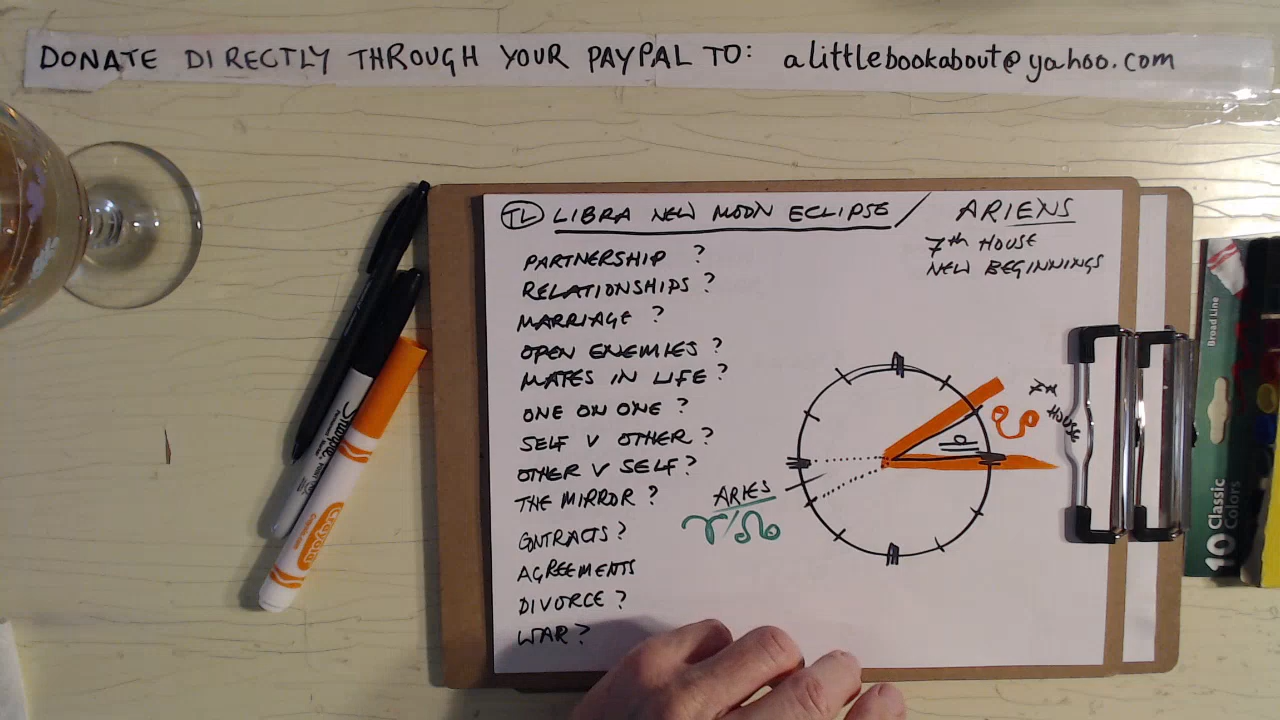 DONATE DIRECTLY THROUGH YOUR PAYPAL TO: alittlebookabout@yahoo.com
TL LIBRA NEW MOON ECLIPSE / ARIENS
7th HOUSE
NEW BEGINNINGS
PARTNERSHIP ?
RELATIONSHIPS ?
MARRIAGE ?
OPEN ENEMIES ?
MATES IN LIFE ?
ONE ON ONE ?
SELF V OTHER ?
OTHER V SELF ?
THE MIRROR ?
CONTRACTS ?
AGREEMENTS
DIVORCE ?
WAR ?
7th HOUSE
☋
♎
ARIES
♈/☊
Sharpie
Crayola
Broad Line
10 Classic Colors